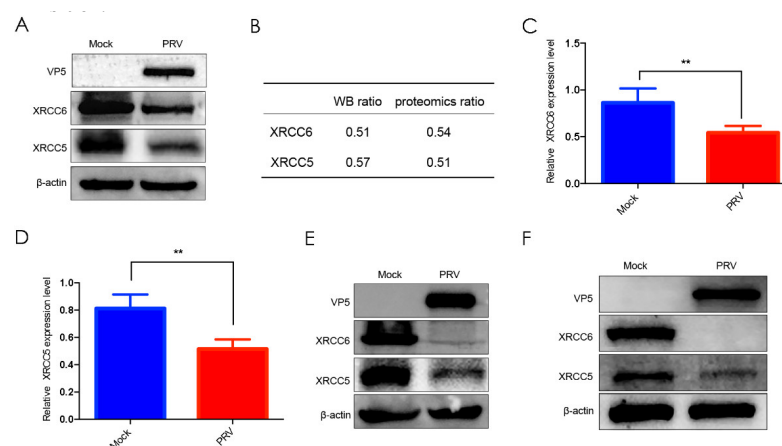 A
Mock PRV
VP5
XRCC6
XRCC5
β-actin
B
WB ratio proteomics ratio
XRCC6 0.51 0.54
XRCC5 0.57 0.51
C
Relative XRCC6 expression level
1.5
1.0
0.5
0.0
**
Mock PRV
D
Relative XRCC5 expression level
1.0
0.8
0.6
0.4
0.2
0.0
**
Mock PRV
E
Mock PRV
VP5
XRCC6
XRCC5
β-actin
F
Mock PRV
VP5
XRCC6
XRCC5
β-actin